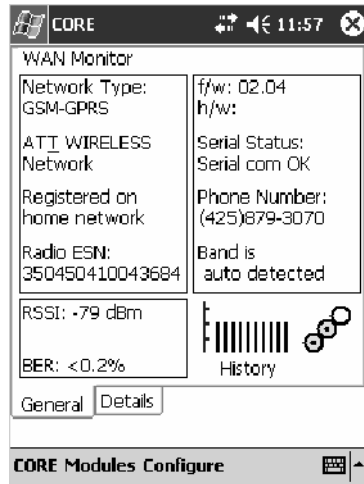 CORE 11:57
WAN Monitor
Network Type:
GSM-GPRS
ATT WIRELESS
Network
Registered on
home network
Radio ESN:
350450410043684
f/w: 02.04
h/w:
Serial Status:
Serial com OK
Phone Number:
(425)879-3070
Band is
auto detected
RSSI: -79 dBm
BER: <0.2%
History
General Details
CORE Modules Configure